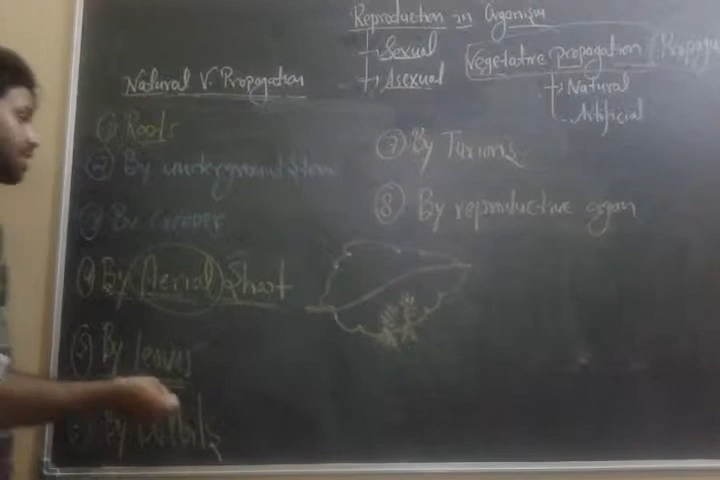 Reproduction in Organism
Sexual
Asexual
Vegetative propagation
Natural
Artificial
Natural V. Propagation
① Roots
② By underground stem
③ By creeper
④ By Aerial Shoot
⑤ By leaves
⑥ By bulbils
⑦ By Turions
⑧ By reproductive organ